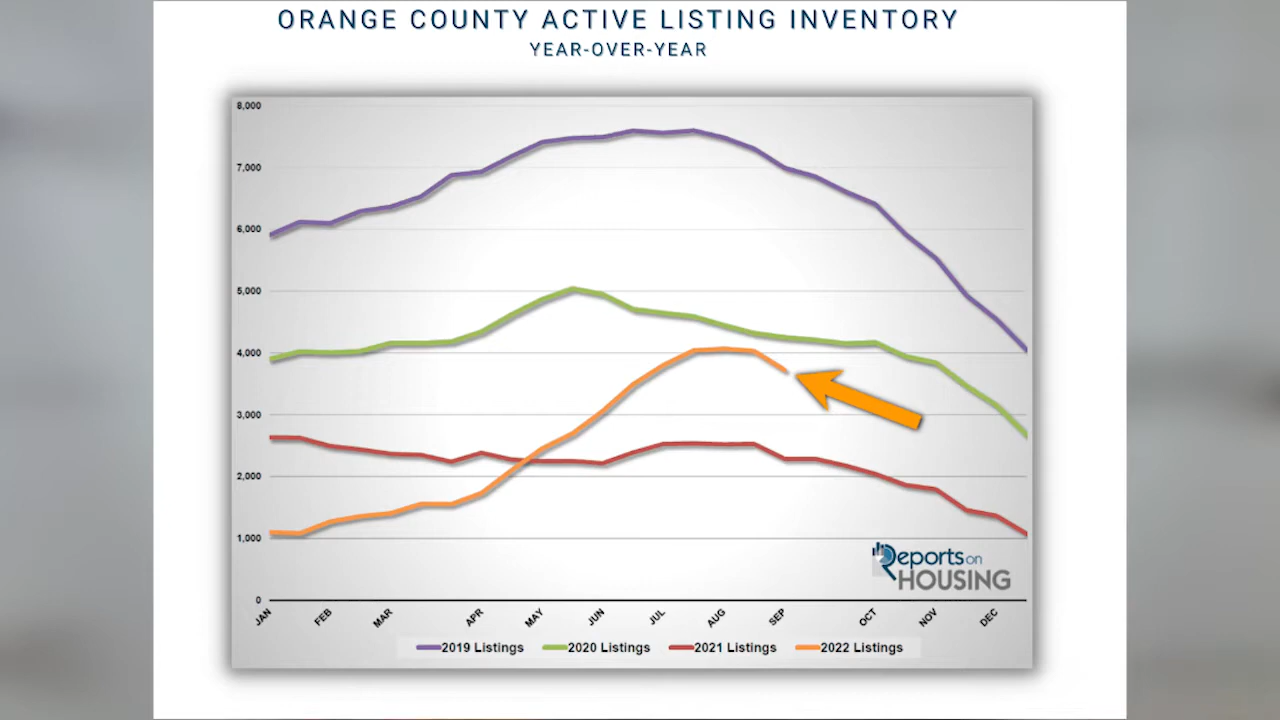 ORANGE COUNTY ACTIVE LISTING INVENTORY
YEAR-OVER-YEAR
8,000
7,000
6,000
5,000
4,000
3,000
2,000
1,000
0
JAN FEB MAR APR MAY JUN JUL AUG SEP OCT NOV DEC
Reports on
HOUSING
2019 Listings 2020 Listings 2021 Listings 2022 Listings